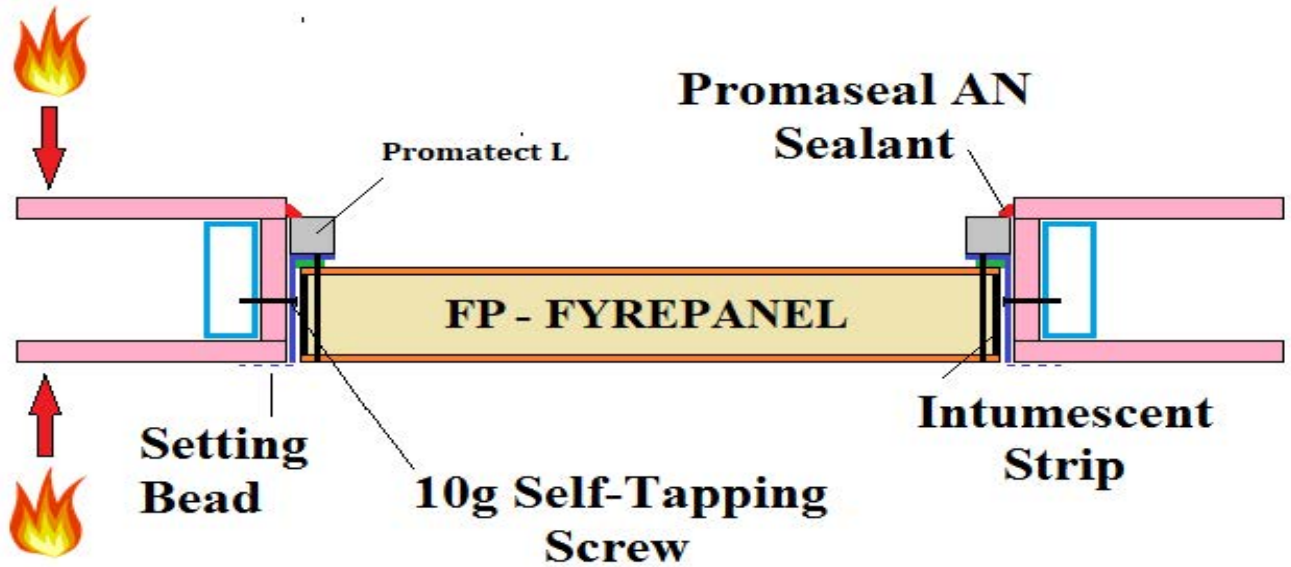 Promaseal AN
Sealant
Promatect L
FP - FYREPANEL
Setting
Bead
10g Self-Tapping
Screw
Intumescent
Strip